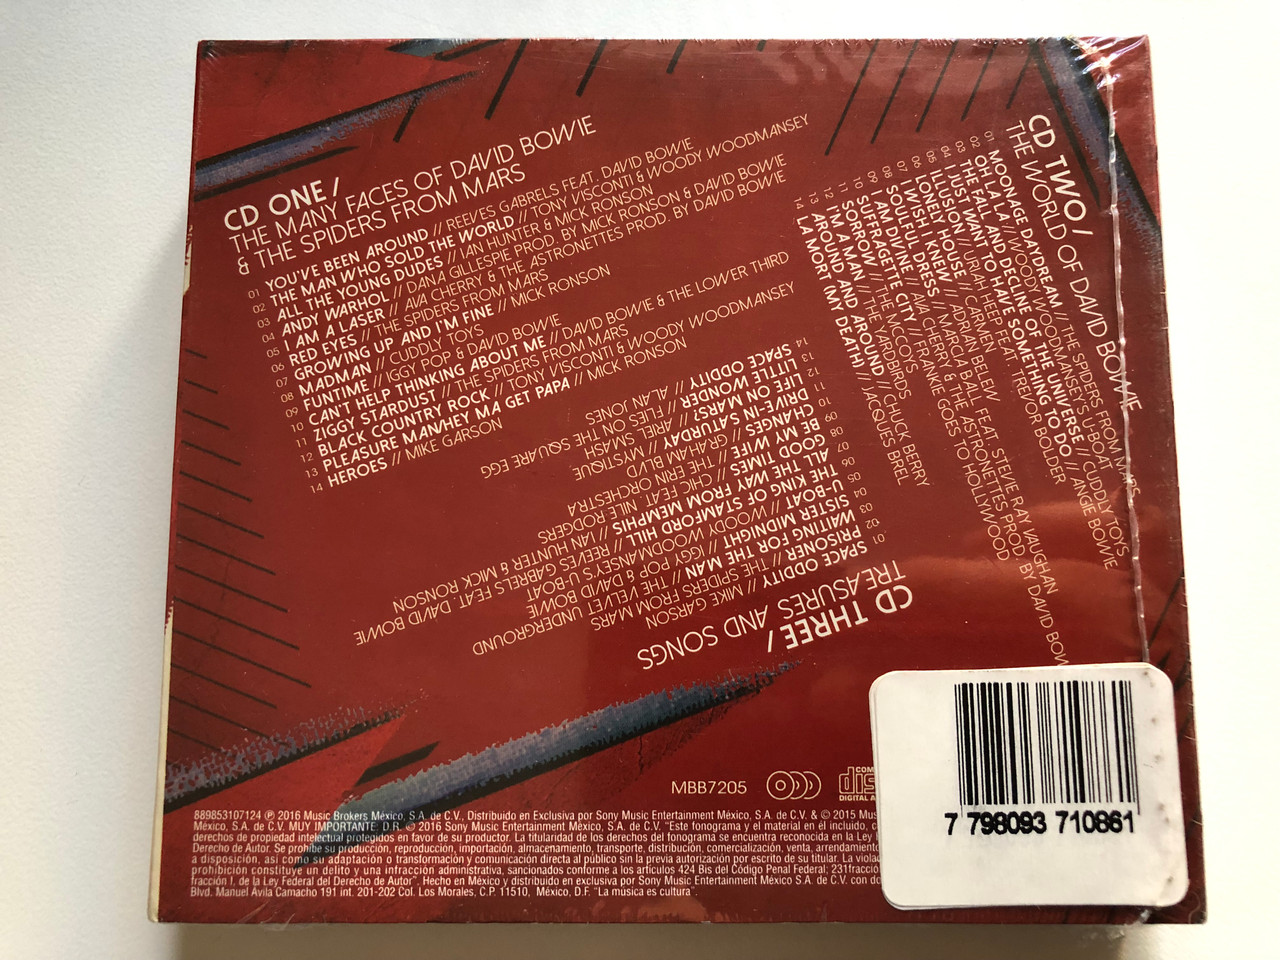 CD ONE /
THE MANY FACES OF DAVID BOWIE
& THE SPIDERS FROM MARS
01 YOU'VE BEEN AROUND // REEVES GABRELS FEAT. DAVID BOWIE
02 THE MAN WHO SOLD THE WORLD // TONY VISCONTI & WOODY WOODMANSEY
03 ALL THE YOUNG DUDES // IAN HUNTER & MICK RONSON
04 ANDY WARHOL // DANA GILLESPIE PROD. BY MICK RONSON & DAVID BOWIE
05 I AM A LASER // AVA CHERRY & THE ASTRONETTES PROD. BY DAVID BOWIE
06 RED EYES // THE SPIDERS FROM MARS
07 GROWING UP AND I'M FINE // MICK RONSON
08 MADMAN // CUDDLY TOYS
09 FUNTIME // IGGY POP & DAVID BOWIE
10 CAN'T HELP THINKING ABOUT ME // DAVID BOWIE & THE LOWER THIRD
11 ZIGGY STARDUST // THE SPIDERS FROM MARS
12 BLACK COUNTRY ROCK // TONY VISCONTI & WOODY WOODMANSEY
13 PLEASURE MAN/HEY MA GET PAPA // MICK RONSON
14 HEROES // MIKE GARSON
CD TWO /
THE WORLD OF DAVID BOWIE
01 MOONAGE DAYDREAM // THE SPIDERS FROM MARS
02 OH LA LA // WOODY WOODMANSEY'S U-BOAT
03 THE FALL AND DECLINE OF THE UNIVERSE // CUDDLY TOYS
04 I JUST WANT TO HAVE SOMETHING TO DO // ANGIE BOWIE
05 ILLUSION // URIAH HEEP FEAT. TREVOR BOLDER
06 LONELY HOUSE // CARMEN
07 I WISH I KNEW // ADRIAN BELEW
08 SOULFUL DRESS // MARCIA BALL FEAT. STEVIE RAY VAUGHAN
09 I AM DIVINE // AVA CHERRY & THE ASTRONETTES PROD. BY DAVID BOW
10 SUFFRAGETTE CITY // FRANKIE GOES TO HOLLYWOOD
11 SORROW // THE MCCOYS
12 I'M A MAN // THE YARDBIRDS
13 AROUND AND AROUND // CHUCK BERRY
14 LA MORT (MY DEATH) // JACQUES BREL
CD THREE /
TREASURES AND SONGS
01 SPACE ODDITY // MIKE GARSON
02 PRISONER // THE SPIDERS FROM MARS
03 WAITING FOR THE MAN // THE VELVET UNDERGROUND
04 SISTER MIDNIGHT // IGGY POP & DAVID BOWIE
05 U-BOAT // WOODY WOODMANSEY'S U-BOAT
06 THE KING OF STAMFORD HILL // REEVES GABRELS FEAT. DAVID BOWIE
07 ALL THE WAY FROM MEMPHIS // IAN HUNTER & MICK RONSON
08 GOOD TIMES // CHIC FEAT. NILE RODGERS
09 BE MY WIFE // THE ERIN ORCHESTRA
10 CHANGES // GRAHAM BLVD
11 DRIVE-IN SATURDAY // MYSTIQUE
12 LIFE ON MARS? // ARIEL SMASH
13 LITTLE WONDER // FLIES ON THE SQUARE EGG
14 SPACE ODDITY // ALAN JONES
MBB7205
COM
dis
DIGITAL A
7 798093 710861
889853107124 ℗ 2016 Music Brokers México, S.A. de C.V., Distribuido en Exclusiva por Sony Music Entertainment México, S.A. de C.V. & © 2015 Mus
México, S.A. de C.V. MUY IMPORTANTE: D.R. © 2016 Sony Music Entertainment México, S.A. de C.V. "Este fonograma y el material en él incluido, c
derechos de propiedad intelectual protegidos en favor de su productor. La titularidad de los derechos del fonograma se encuentra reconocida en la Ley
Derecho de Autor. Se prohíbe su producción, reproducción, importación, almacenamiento, transporte, distribución, comercialización, venta, arrendamiento
a disposición, así como su adaptación o transformación y comunicación directa al público sin la previa autorización por escrito de su titular. La violac
prohibición constituye un delito y una infracción administrativa, sancionados conforme a los artículos 424 Bis del Código Penal Federal; 231fracción
fracción I, de la Ley Federal del Derecho de Autor". Hecho en México y distribuido en exclusiva por Sony Music Entertainment México S.A. de C.V. con do
Blvd. Manuel Ávila Camacho 191 int. 201-202 Col. Los Morales, C.P. 11510, México, D.F. "La música es cultura".